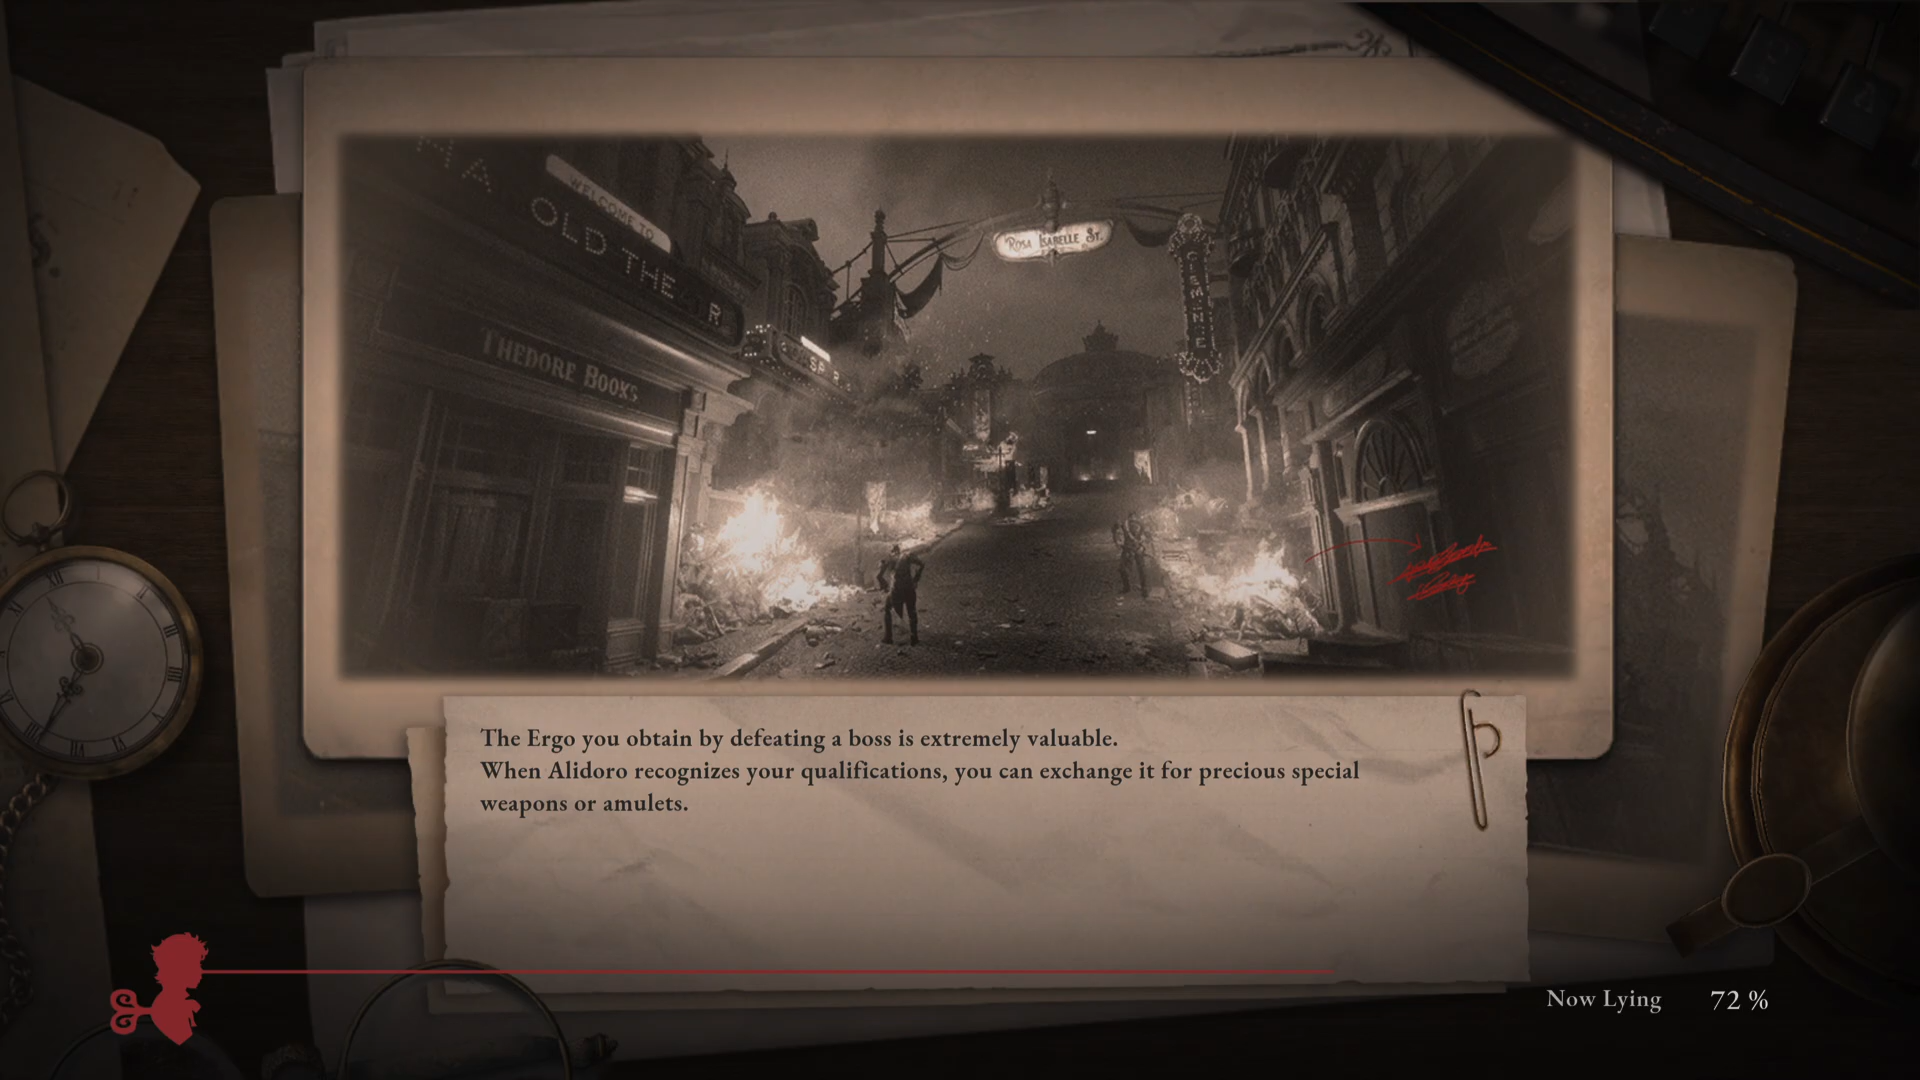 WELCOME TO
OLD THE R
THEDORE BOOKS
ROSA ISABELLE ST.
The Ergo you obtain by defeating a boss is extremely valuable.
When Alidoro recognizes your qualifications, you can exchange it for precious special
weapons or amulets.
Now Lying 72 %